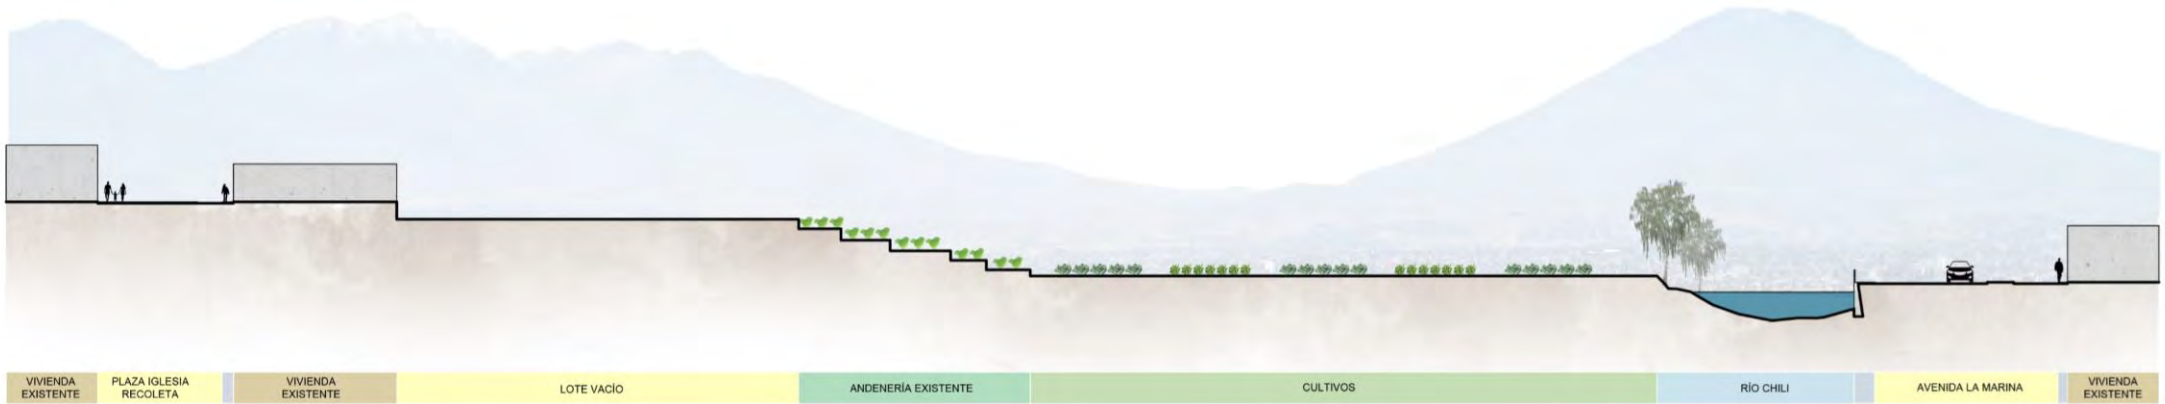 VIVIENDA
EXISTENTE
PLAZA IGLESIA
RECOLETA
VIVIENDA
EXISTENTE
LOTE VACÍO
ANDENERÍA EXISTENTE
CULTIVOS
RÍO CHILI
AVENIDA LA MARINA
VIVIENDA
EXISTENTE